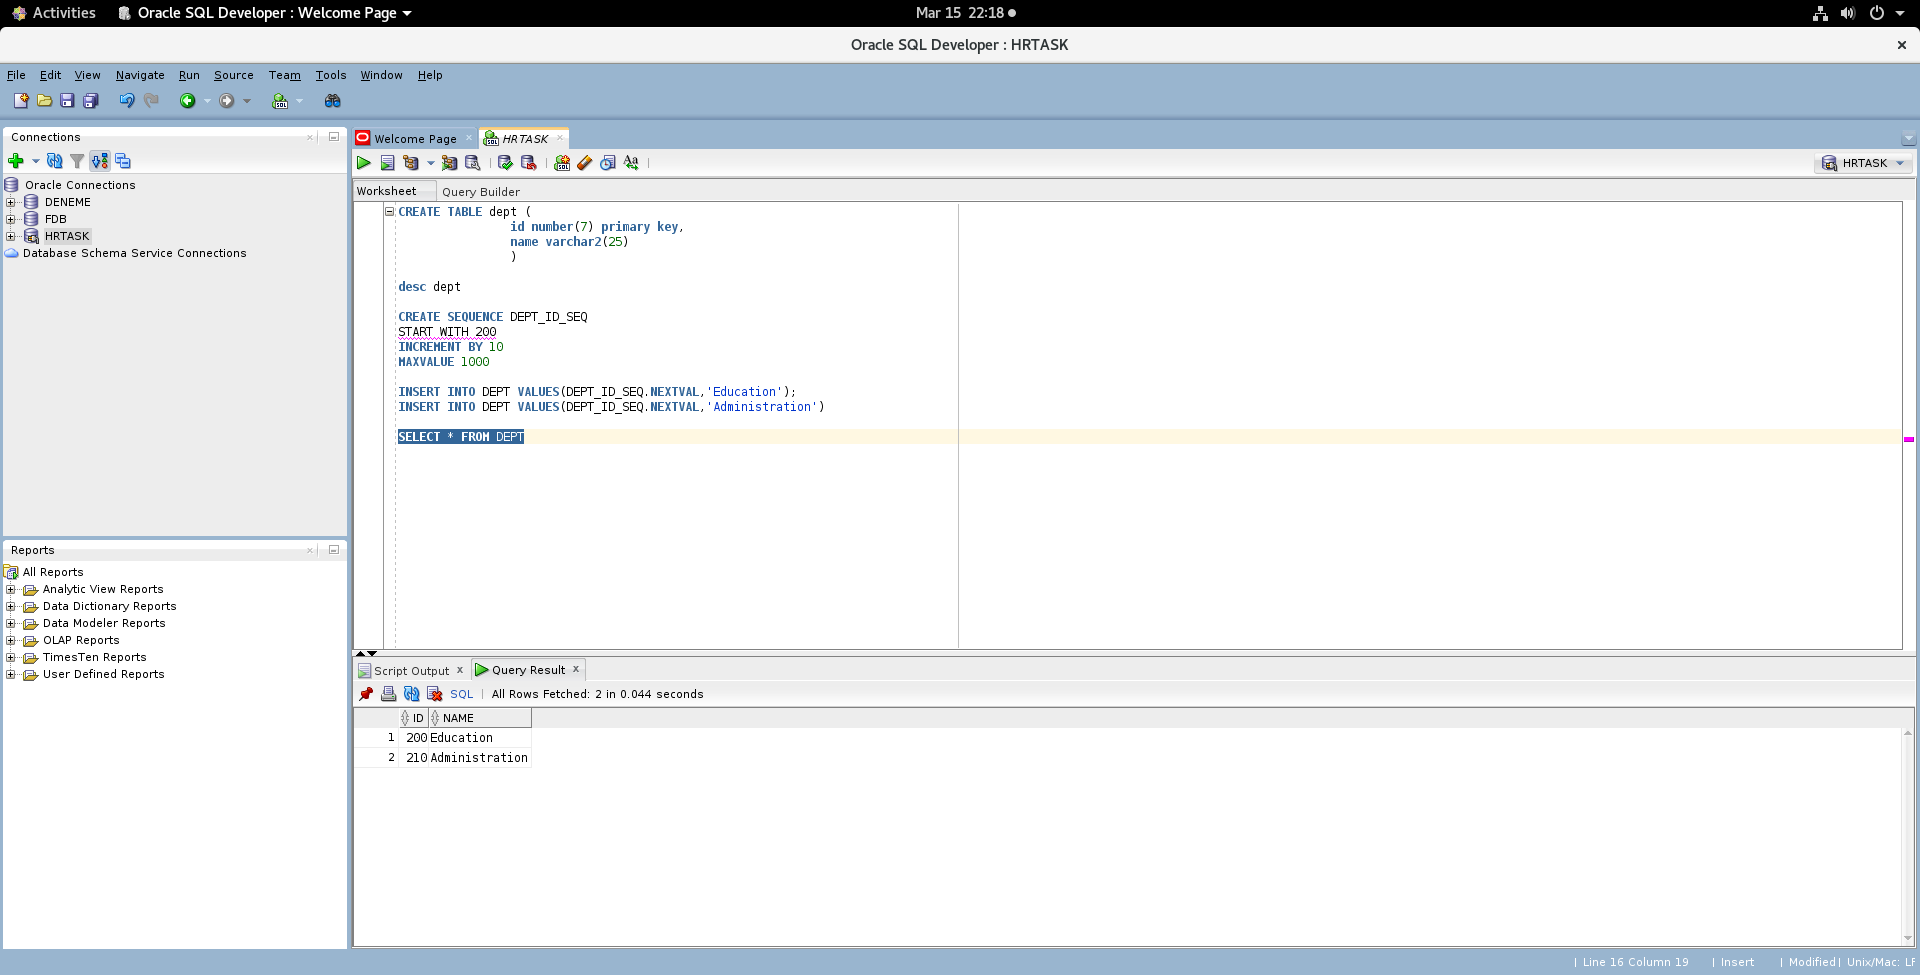 Activities
Oracle SQL Developer : Welcome Page
Mar 15 22:18
Oracle SQL Developer : HRTASK
File Edit View Navigate Run Source Team Tools Window Help
Connections
Oracle Connections
DENEME
FDB
HRTASK
Database Schema Service Connections
Reports
All Reports
Analytic View Reports
Data Dictionary Reports
Data Modeler Reports
OLAP Reports
TimesTen Reports
User Defined Reports
Welcome Page
HRTASK
HRTASK
Worksheet Query Builder
CREATE TABLE dept (
id number(7) primary key,
name varchar2(25)
)
desc dept
CREATE SEQUENCE DEPT_ID_SEQ
START WITH 200
INCREMENT BY 10
MAXVALUE 1000
INSERT INTO DEPT VALUES(DEPT_ID_SEQ.NEXTVAL,'Education');
INSERT INTO DEPT VALUES(DEPT_ID_SEQ.NEXTVAL,'Administration')
SELECT * FROM DEPT
Script Output x Query Result x
SQL | All Rows Fetched: 2 in 0.044 seconds
ID NAME
1 200 Education
2 210 Administration
| Line 16 Column 19 | Insert | Modified | Unix/Mac: LF